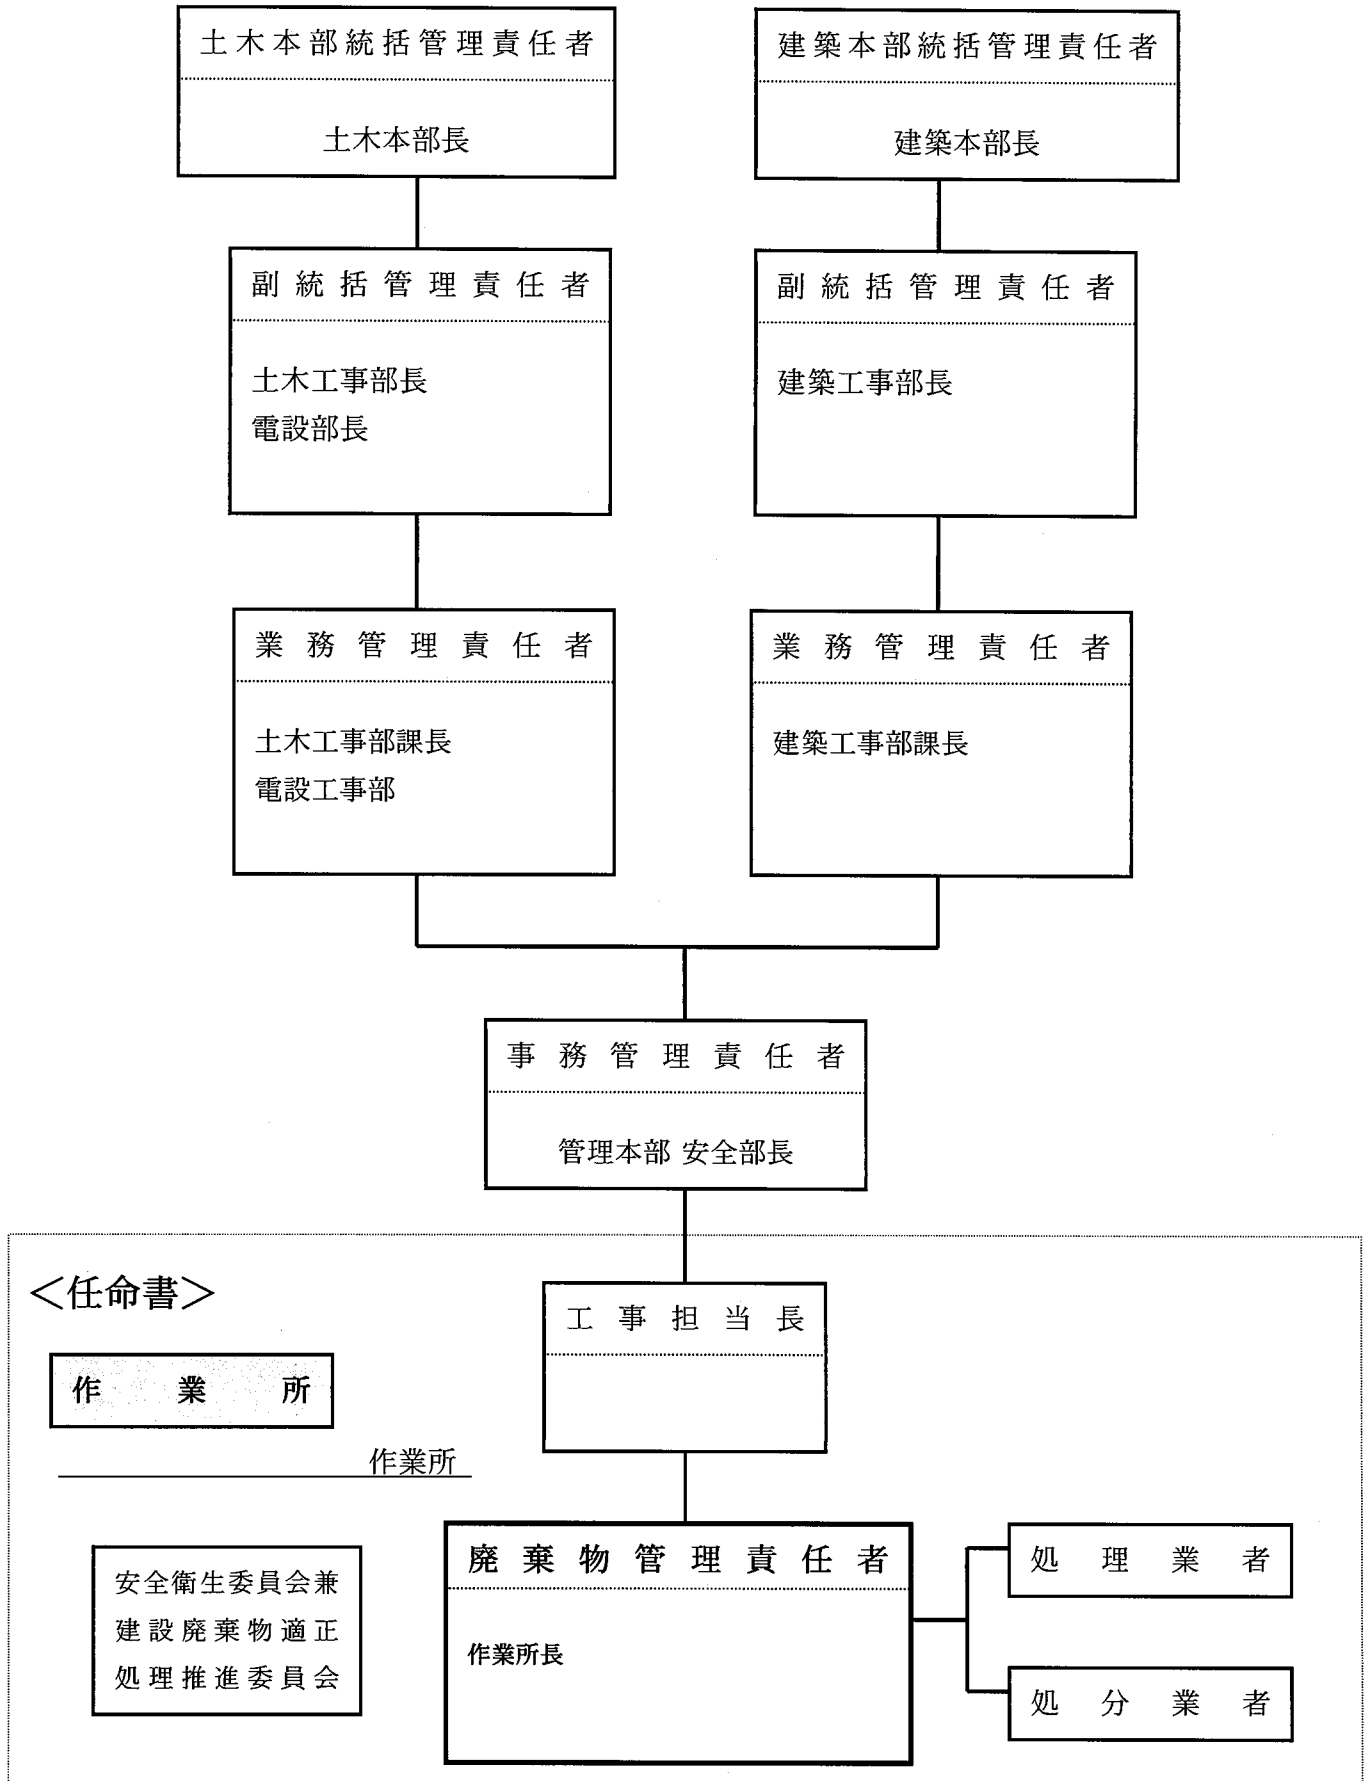 土木本部統括管理責任者
土木本部長
建築本部統括管理責任者
建築本部長
副統括管理責任者
土木工事部長
電設部長
副統括管理責任者
建築工事部長
業務管理責任者
土木工事部課長
電設工事部
業務管理責任者
建築工事部課長
事務管理責任者
管理本部 安全部長
＜任命書＞
工事担当長
作業所
作業所
安全衛生委員会兼
建設廃棄物適正
処理推進委員会
廃棄物管理責任者
作業所長
処理業者
処分業者